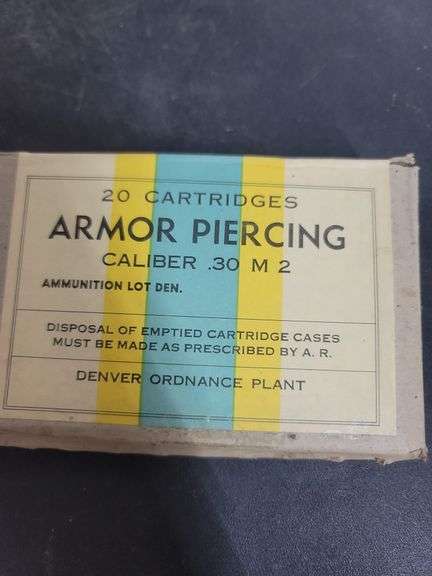 20 CARTRIDGES
ARMOR PIERCING
CALIBER .30 M 2
AMMUNITION LOT DEN.
DISPOSAL OF EMPTIED CARTRIDGE CASES
MUST BE MADE AS PRESCRIBED BY A. R.
DENVER ORDNANCE PLANT